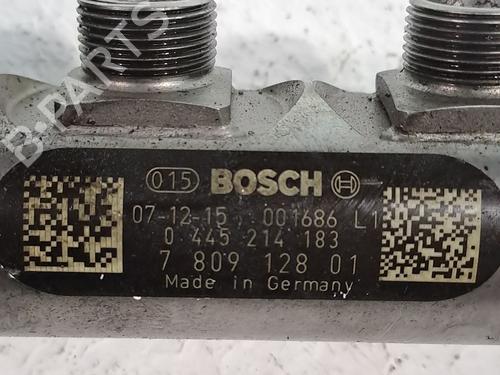 B-PARTS
015 BOSCH
07-12-15 001686 L1
0 445 214 183
7 809 128 01
Made in Germany